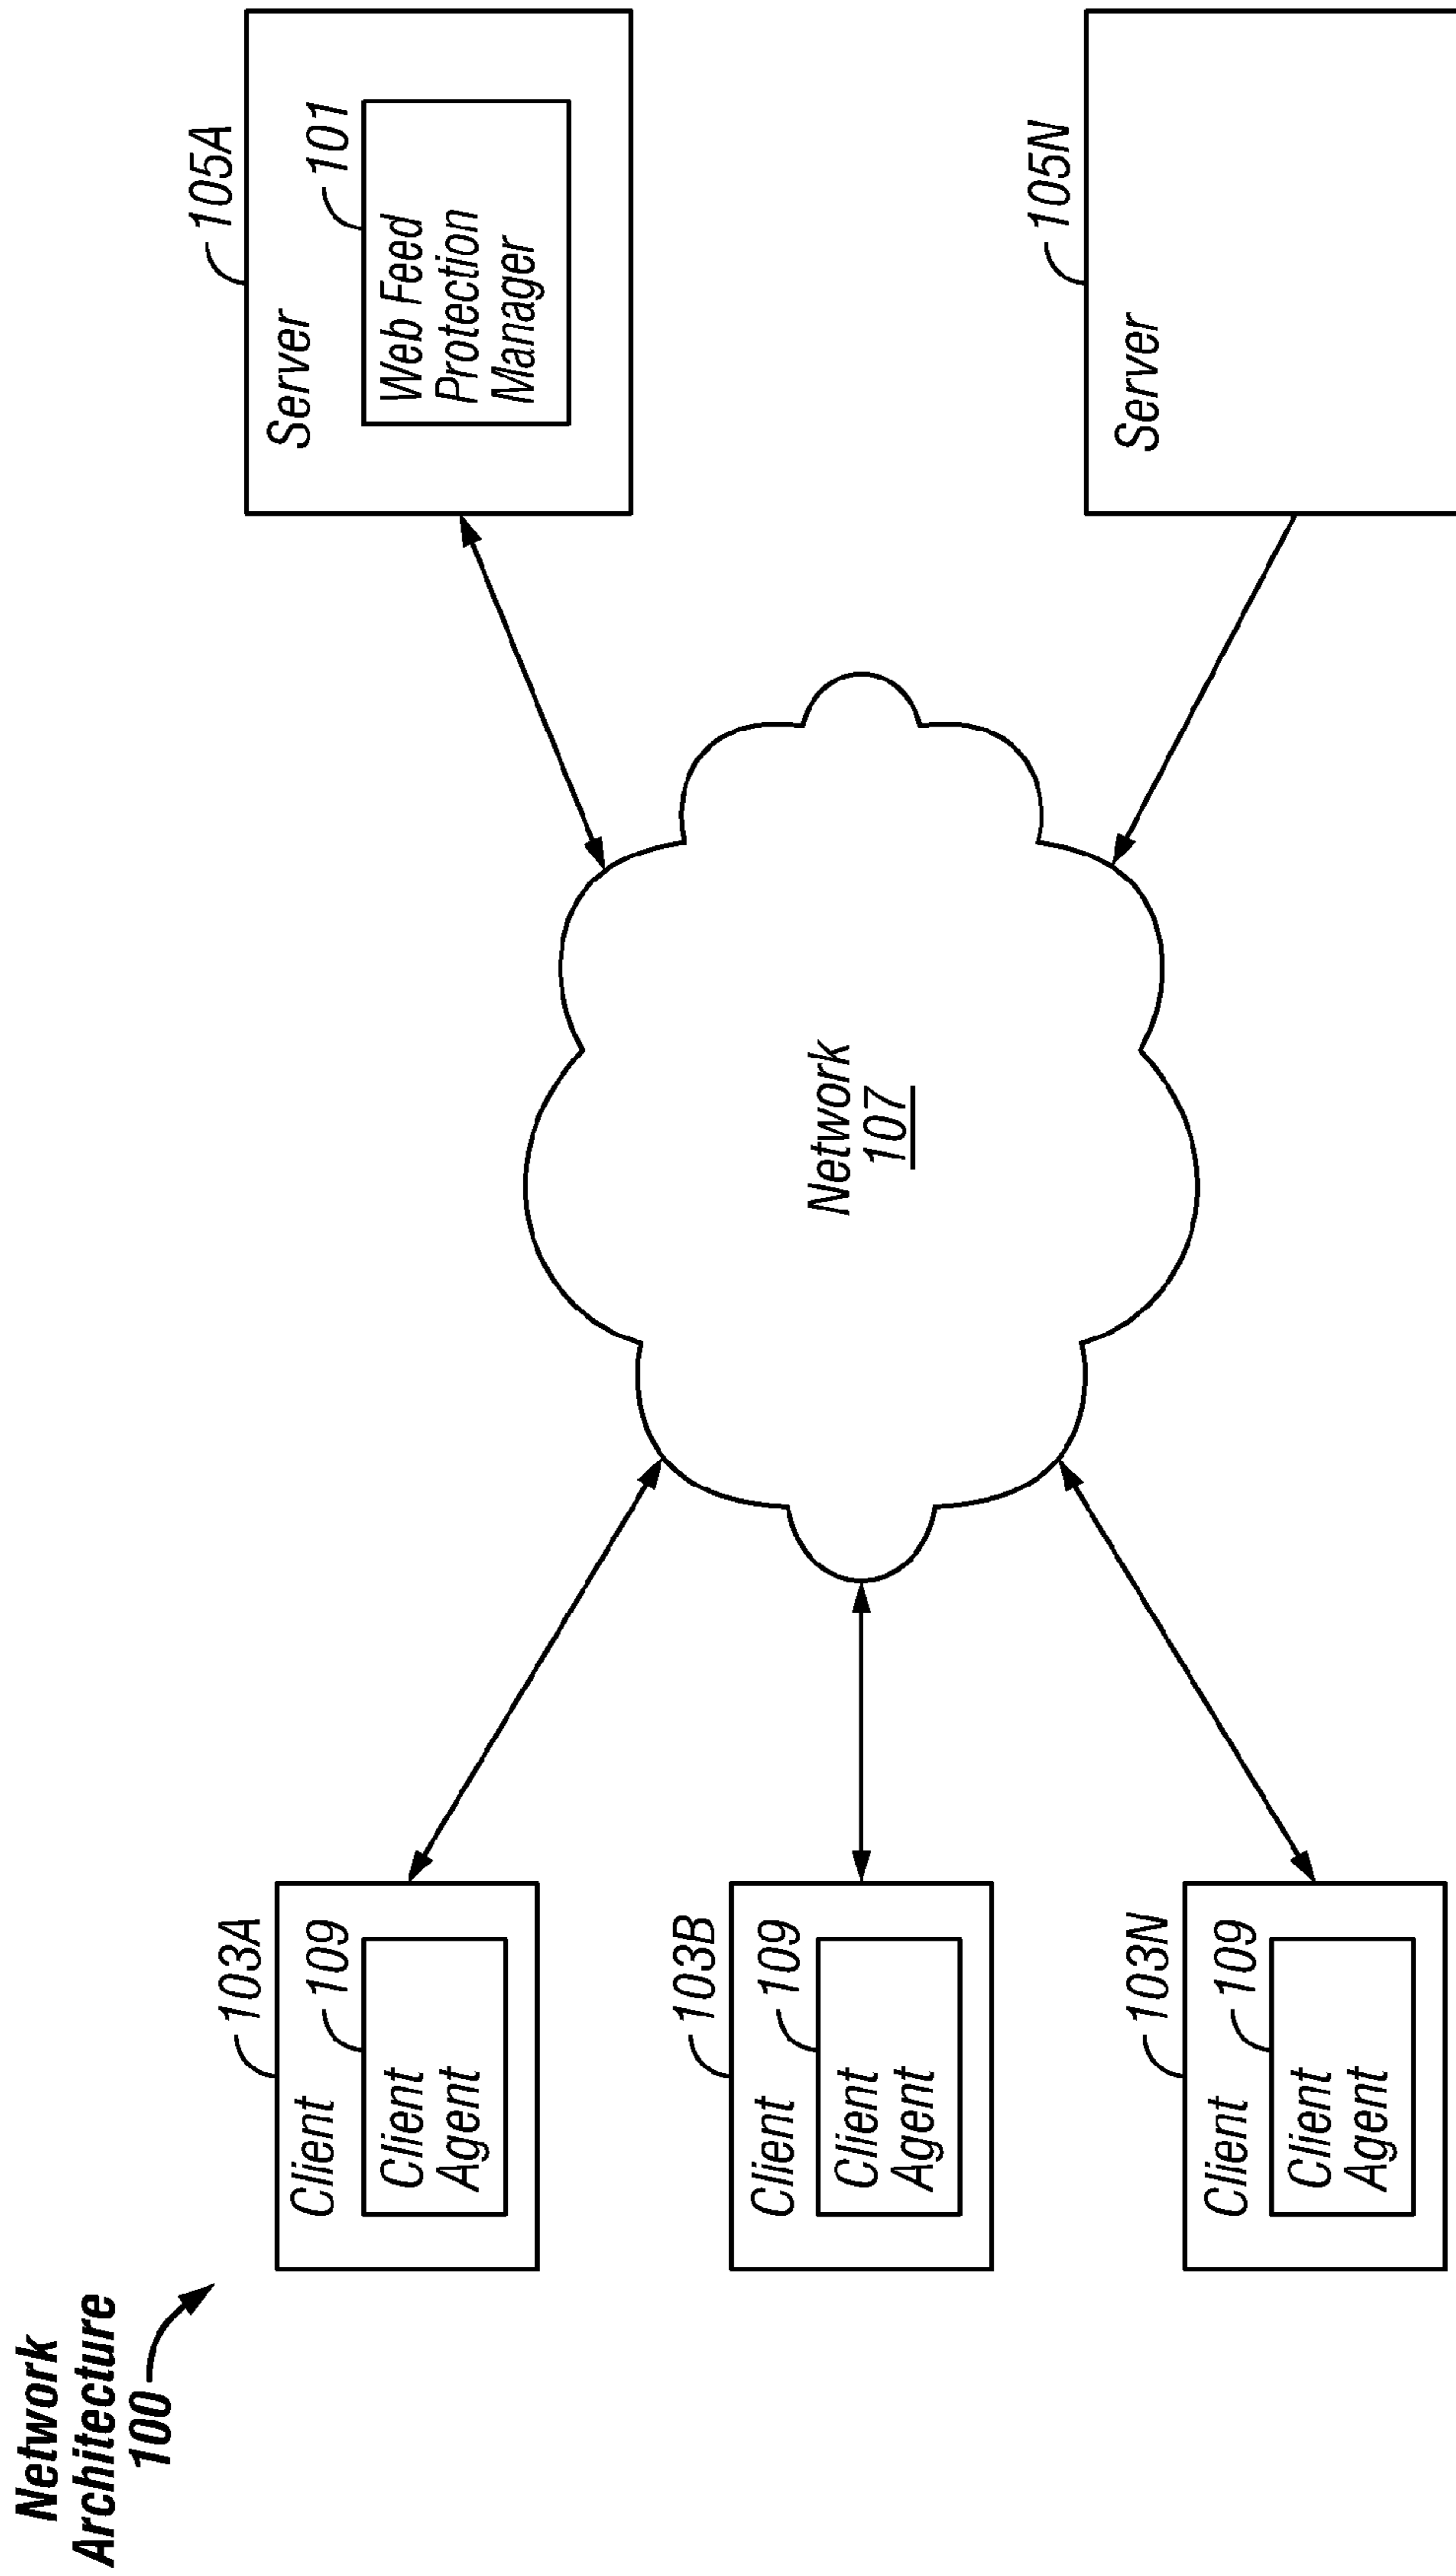 Network
Architecture
100
103A
Client
109
Client
Agent
103B
Client
109
Client
Agent
103N
Client
109
Client
Agent
Network
107
105A
Server
101
Web Feed
Protection
Manager
105N
Server